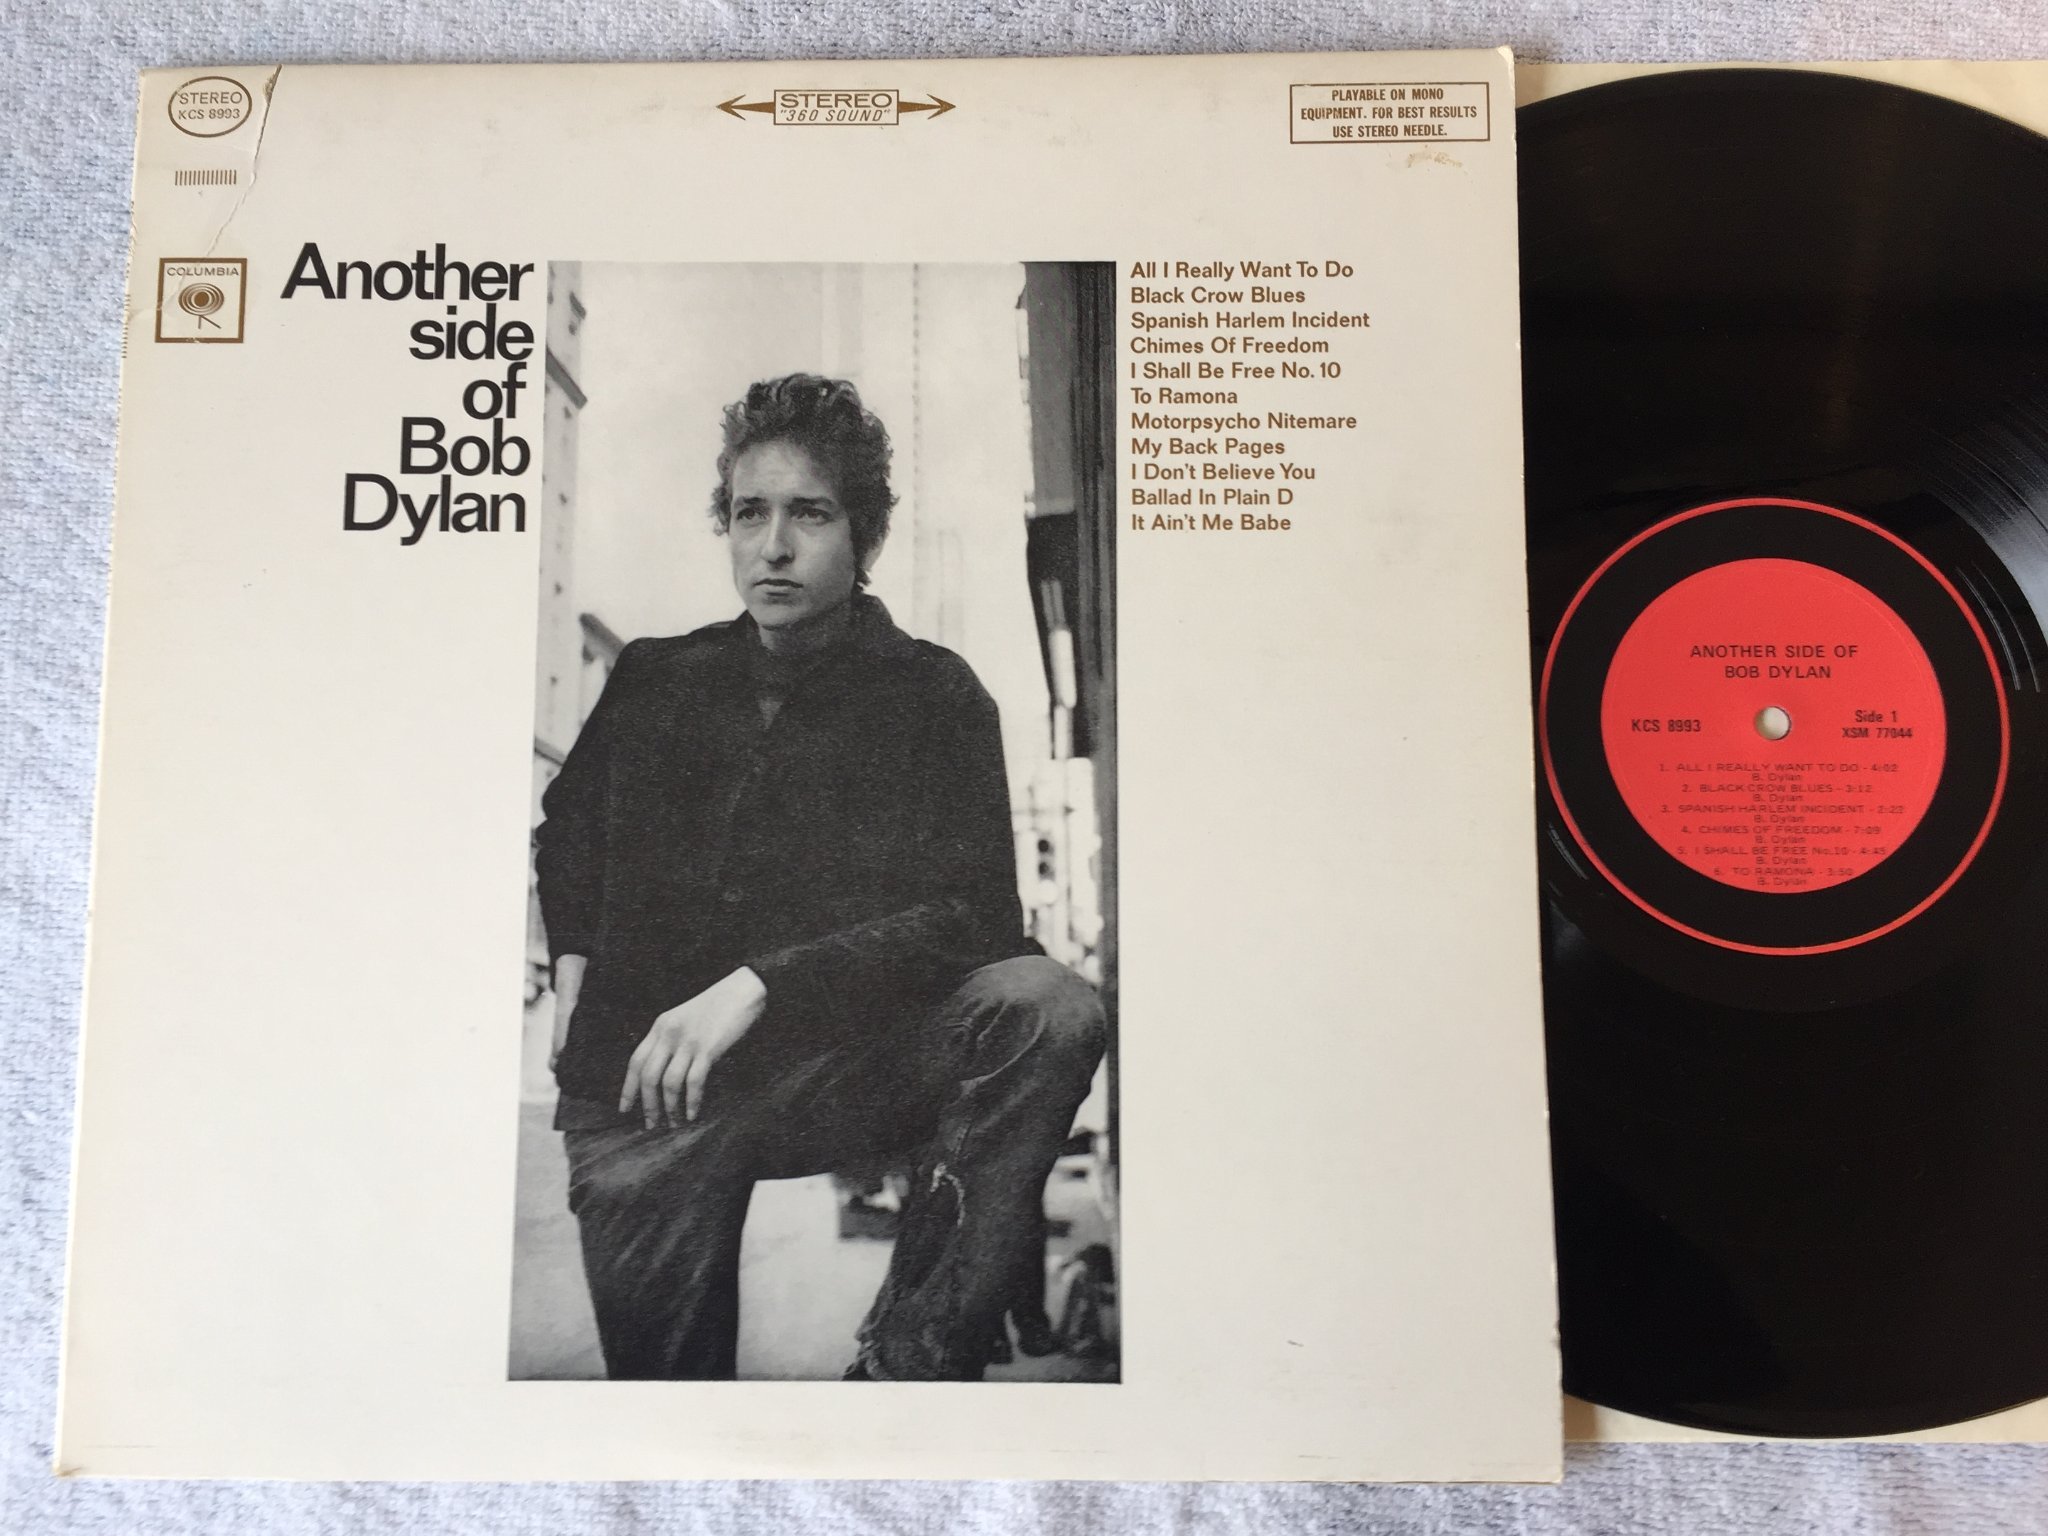 STEREO
KCS 8993
STEREO
"360 SOUND"
PLAYABLE ON MONO
EQUIPMENT. FOR BEST RESULTS
USE STEREO NEEDLE.
COLUMBIA
Another
side
of
Bob
Dylan
All I Really Want To Do
Black Crow Blues
Spanish Harlem Incident
Chimes Of Freedom
I Shall Be Free No. 10
To Ramona
Motorpsycho Nitemare
My Back Pages
I Don't Believe You
Ballad In Plain D
It Ain't Me Babe
ANOTHER SIDE OF
BOB DYLAN
KCS 8993
Side 1
XSM 77044
1. ALL I REALLY WANT TO DO - 4:02
B. Dylan
2. BLACK CROW BLUES - 3:12
B. Dylan
3. SPANISH HARLEM INCIDENT - 2:22
B. Dylan
4. CHIMES OF FREEDOM - 7:09
B. Dylan
5. I SHALL BE FREE No. 10 - 4:45
B. Dylan
6. TO RAMONA - 3:50
B. Dylan